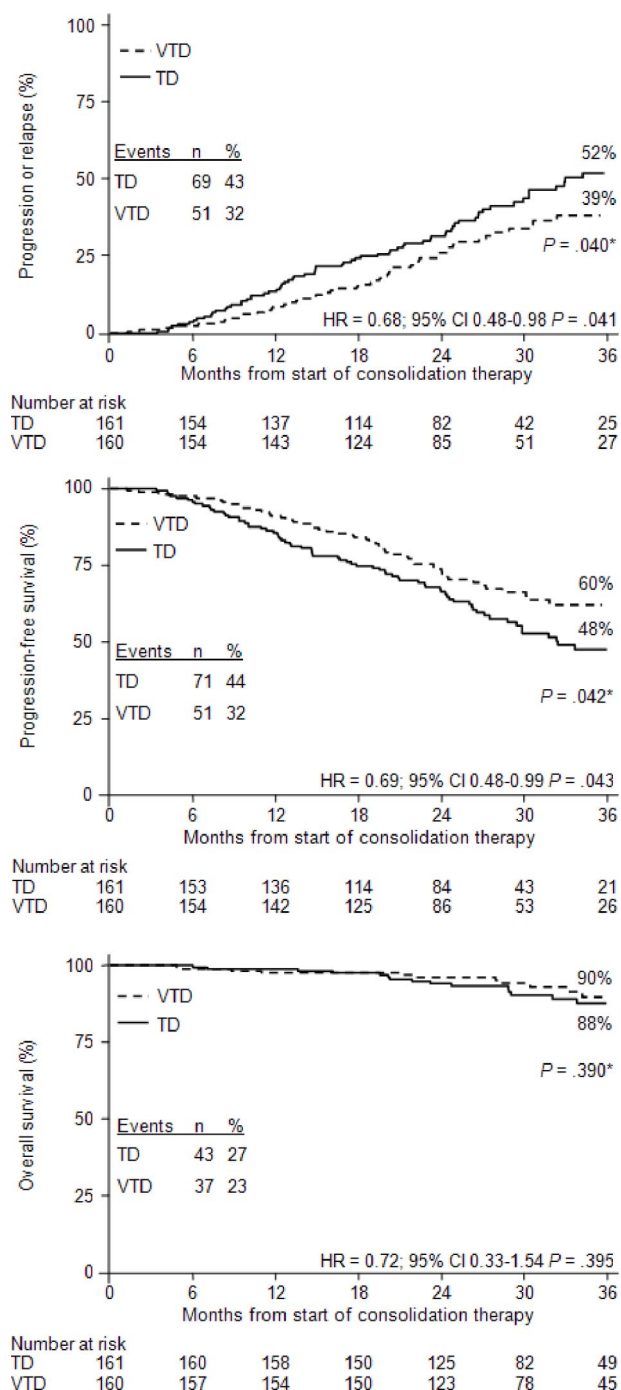 100
75
50
25
0
Progression or relapse (%)
VTD
TD
Events n %
TD 69 43
VTD 51 32
52%
39%
P = .040*
HR = 0.68; 95% CI 0.48-0.98 P = .041
0 6 12 18 24 30 36
Months from start of consolidation therapy
Number at risk
TD 161 154 137 114 82 42 25
VTD 160 154 143 124 85 51 27
100
75
50
25
0
Progression-free survival (%)
VTD
TD
Events n %
TD 71 44
VTD 51 32
60%
48%
P = .042*
HR = 0.69; 95% CI 0.48-0.99 P = .043
0 6 12 18 24 30 36
Months from start of consolidation therapy
Number at risk
TD 161 153 136 114 84 43 21
VTD 160 154 142 125 86 53 26
100
75
50
25
0
Overall survival (%)
VTD
TD
Events n %
TD 43 27
VTD 37 23
90%
88%
P = .390*
HR = 0.72; 95% CI 0.33-1.54 P = .395
0 6 12 18 24 30 36
Months from start of consolidation therapy
Number at risk
TD 161 160 158 150 125 82 49
VTD 160 157 154 150 123 78 45